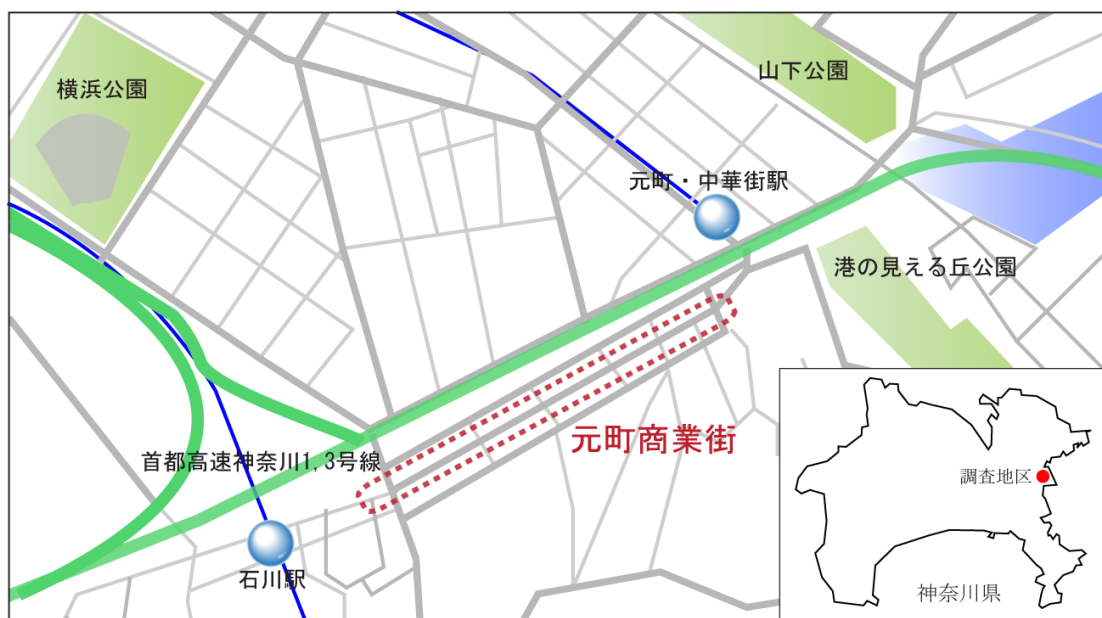 山下公園
横浜公園
元町・中華街駅
港の見える丘公園
元町商業街
首都高速神奈川1,3号線
調査地区
石川駅
神奈川県